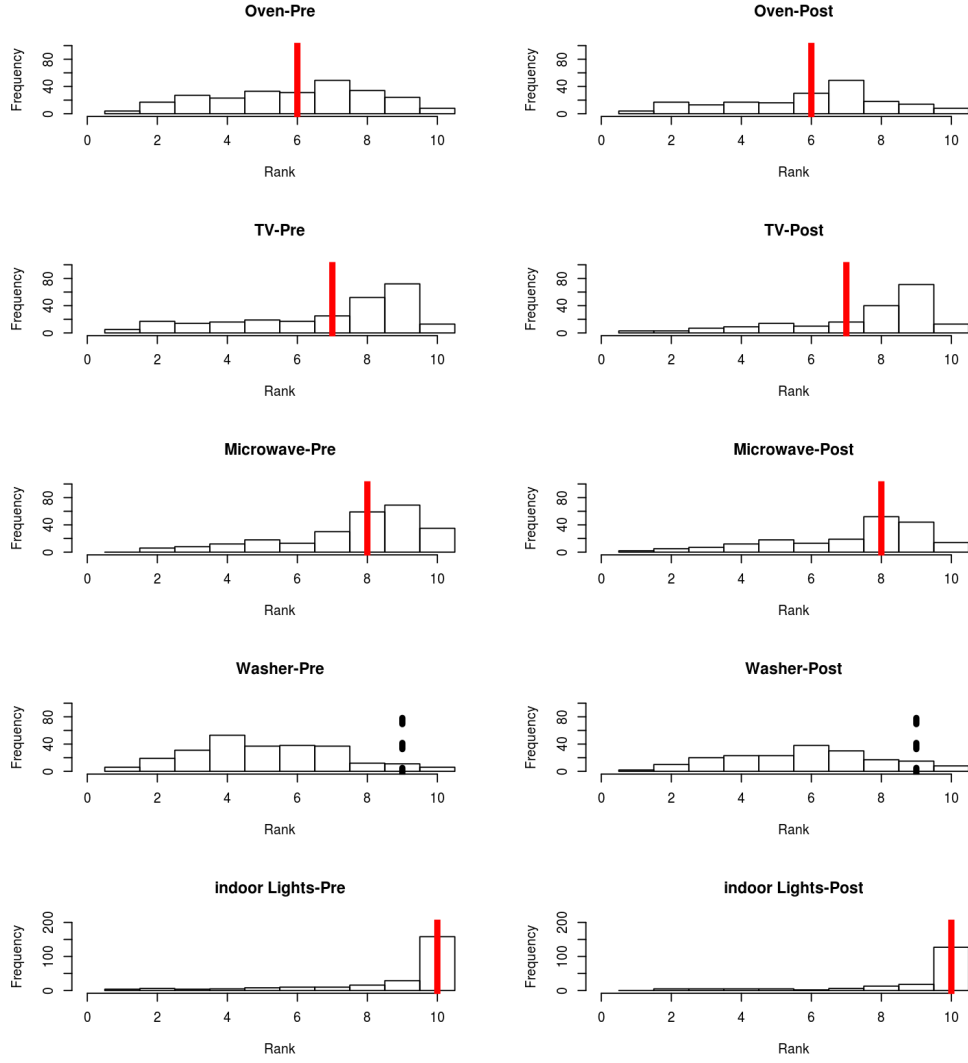 Oven-Pre
Frequency
0 40 80
0 2 4 6 8 10
Rank
Oven-Post
Frequency
0 40 80
0 2 4 6 8 10
Rank
TV-Pre
Frequency
0 40 80
0 2 4 6 8 10
Rank
TV-Post
Frequency
0 40 80
0 2 4 6 8 10
Rank
Microwave-Pre
Frequency
0 40 80
0 2 4 6 8 10
Rank
Microwave-Post
Frequency
0 40 80
0 2 4 6 8 10
Rank
Washer-Pre
Frequency
0 40 80
0 2 4 6 8 10
Rank
Washer-Post
Frequency
0 40 80
0 2 4 6 8 10
Rank
indoor Lights-Pre
Frequency
0 100 200
0 2 4 6 8 10
Rank
indoor Lights-Post
Frequency
0 100 200
0 2 4 6 8 10
Rank